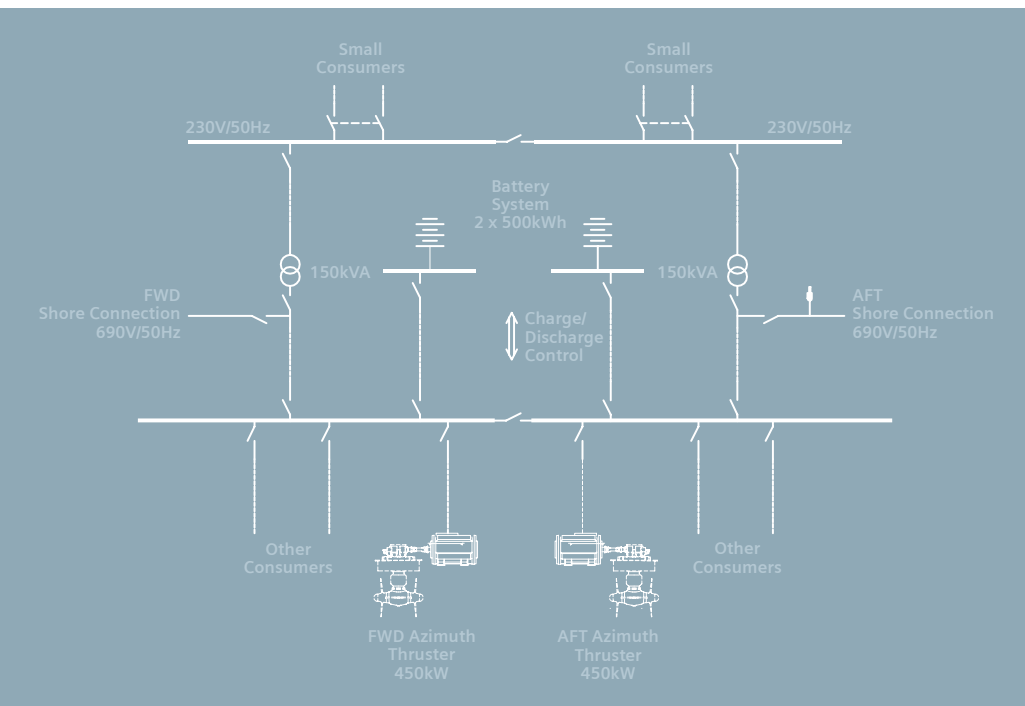 Small
Consumers
Small
Consumers
230V/50Hz
230V/50Hz
Battery
System
2 x 500kWh
150kVA
150kVA
FWD
Shore Connection
690V/50Hz
Charge/
Discharge
Control
AFT
Shore Connection
690V/50Hz
Other
Consumers
Other
Consumers
FWD Azimuth
Thruster
450kW
AFT Azimuth
Thruster
450kW